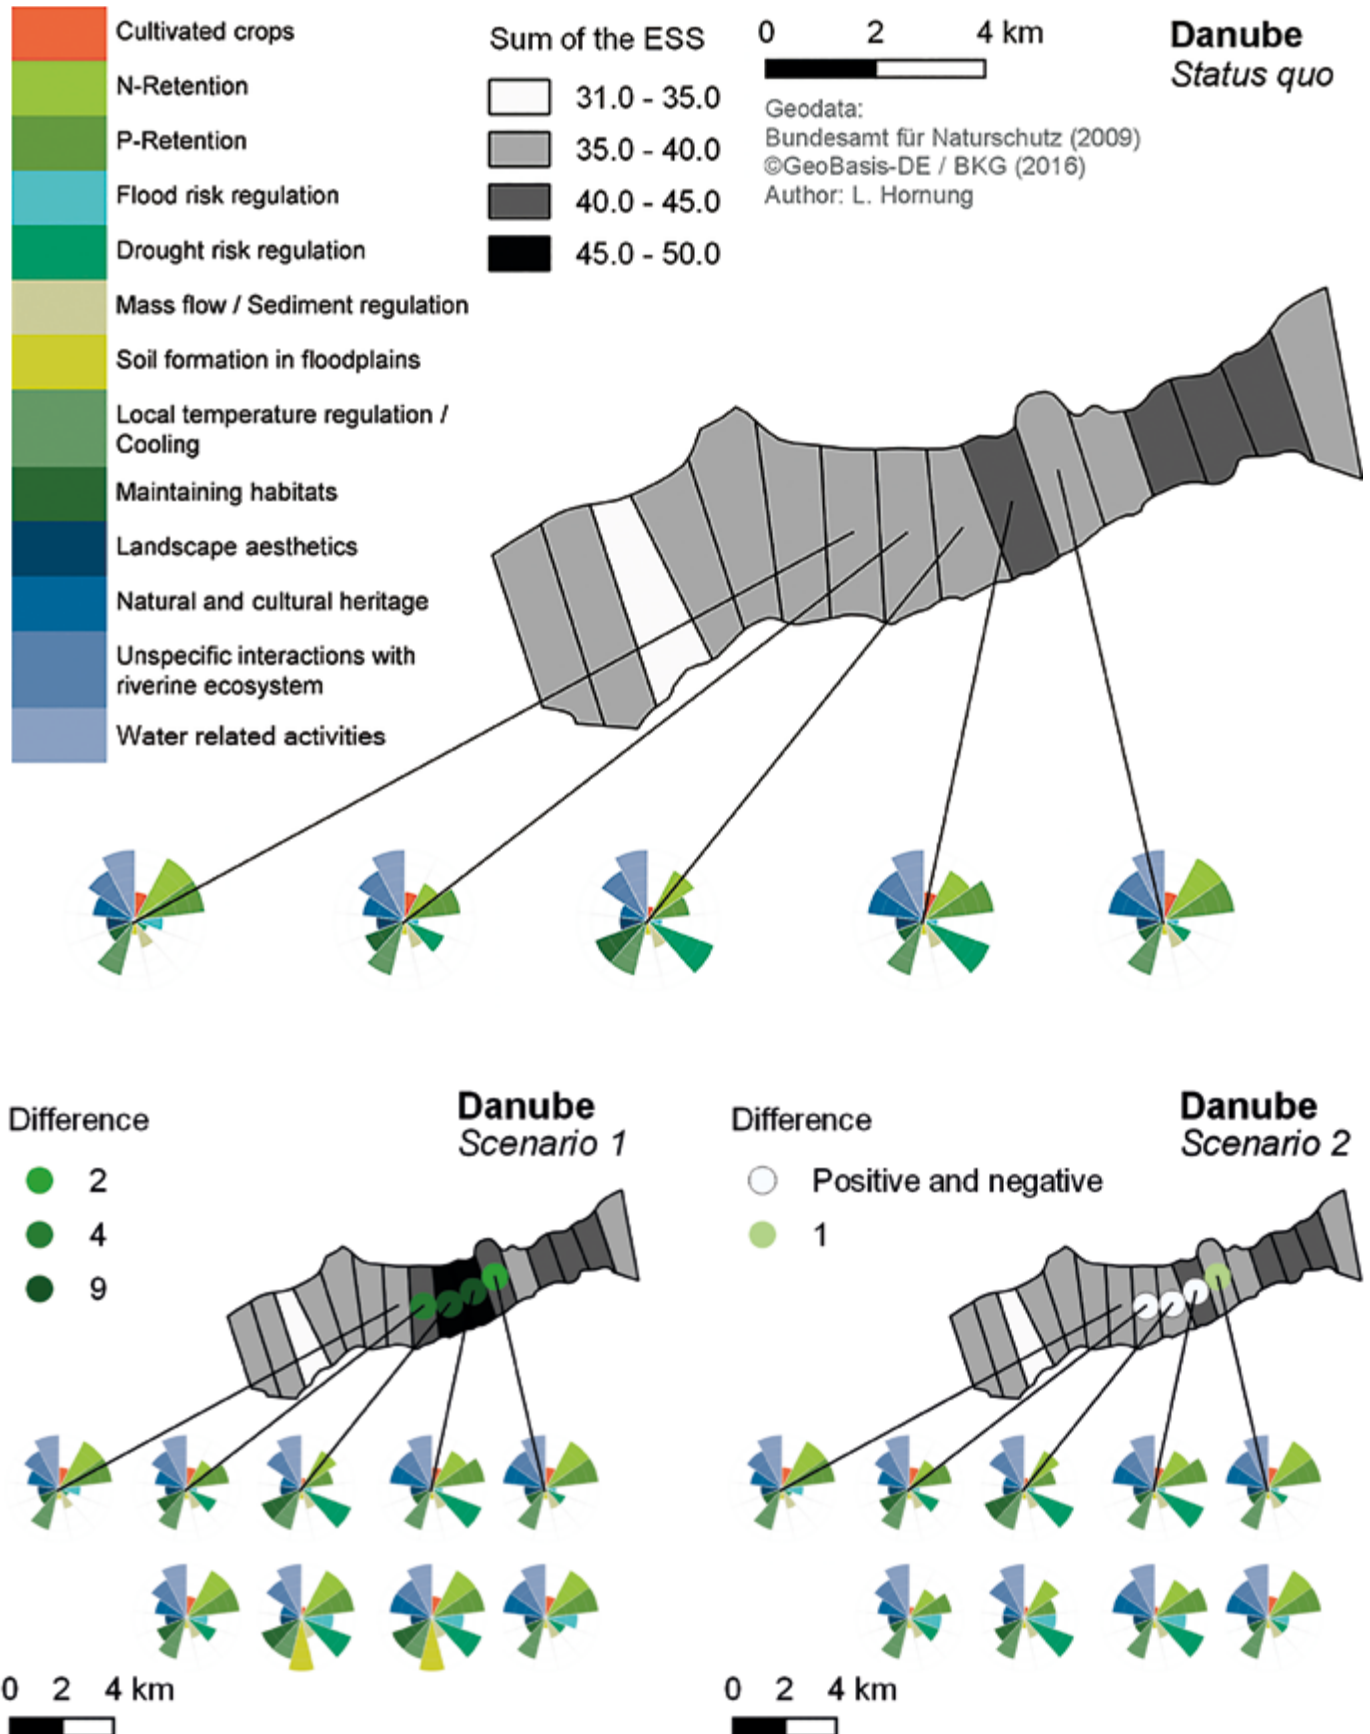 Cultivated crops
N-Retention
P-Retention
Flood risk regulation
Drought risk regulation
Mass flow / Sediment regulation
Soil formation in floodplains
Local temperature regulation /
Cooling
Maintaining habitats
Landscape aesthetics
Natural and cultural heritage
Unspecific interactions with
riverine ecosystem
Water related activities
Sum of the ESS
31.0 - 35.0
35.0 - 40.0
40.0 - 45.0
45.0 - 50.0
0 2 4 km
Geodata:
Bundesamt für Naturschutz (2009)
©GeoBasis-DE / BKG (2016)
Author: L. Hornung
Danube
Status quo
Difference
2
4
9
Danube
Scenario 1
0 2 4 km
Difference
Positive and negative
1
Danube
Scenario 2
0 2 4 km